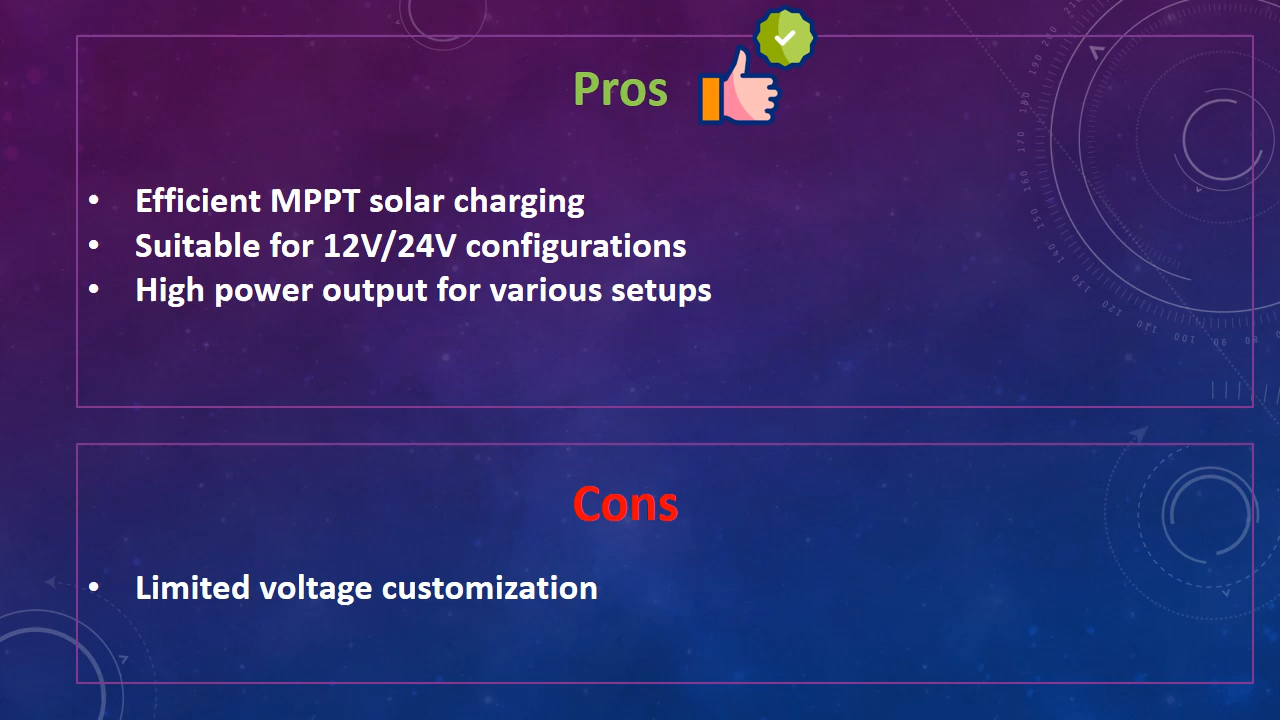 Pros
• Efficient MPPT solar charging
• Suitable for 12V/24V configurations
• High power output for various setups
Cons
• Limited voltage customization